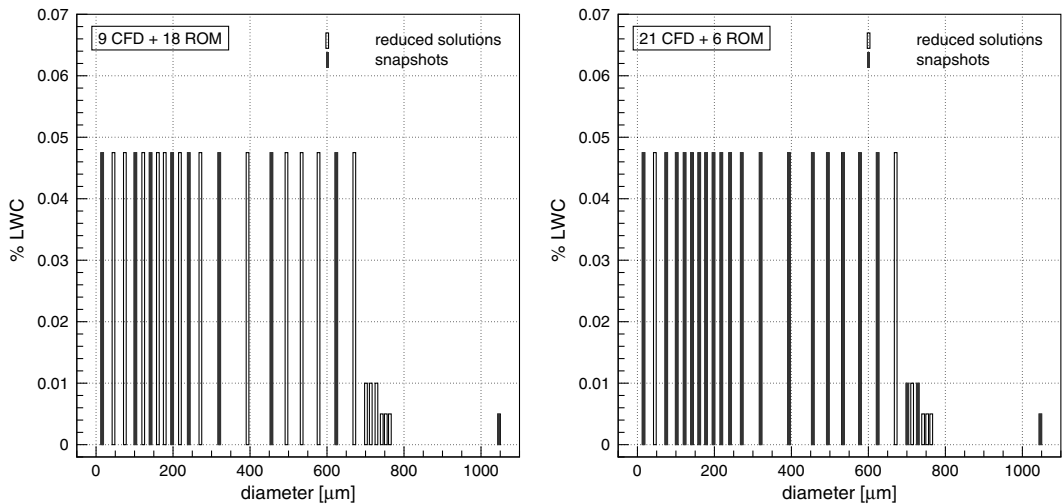 9 CFD + 18 ROM
reduced solutions
snapshots
% LWC
0.07
0.06
0.05
0.04
0.03
0.02
0.01
0
0 200 400 600 800 1000
diameter [µm]
21 CFD + 6 ROM
reduced solutions
snapshots
% LWC
0.07
0.06
0.05
0.04
0.03
0.02
0.01
0
0 200 400 600 800 1000
diameter [µm]